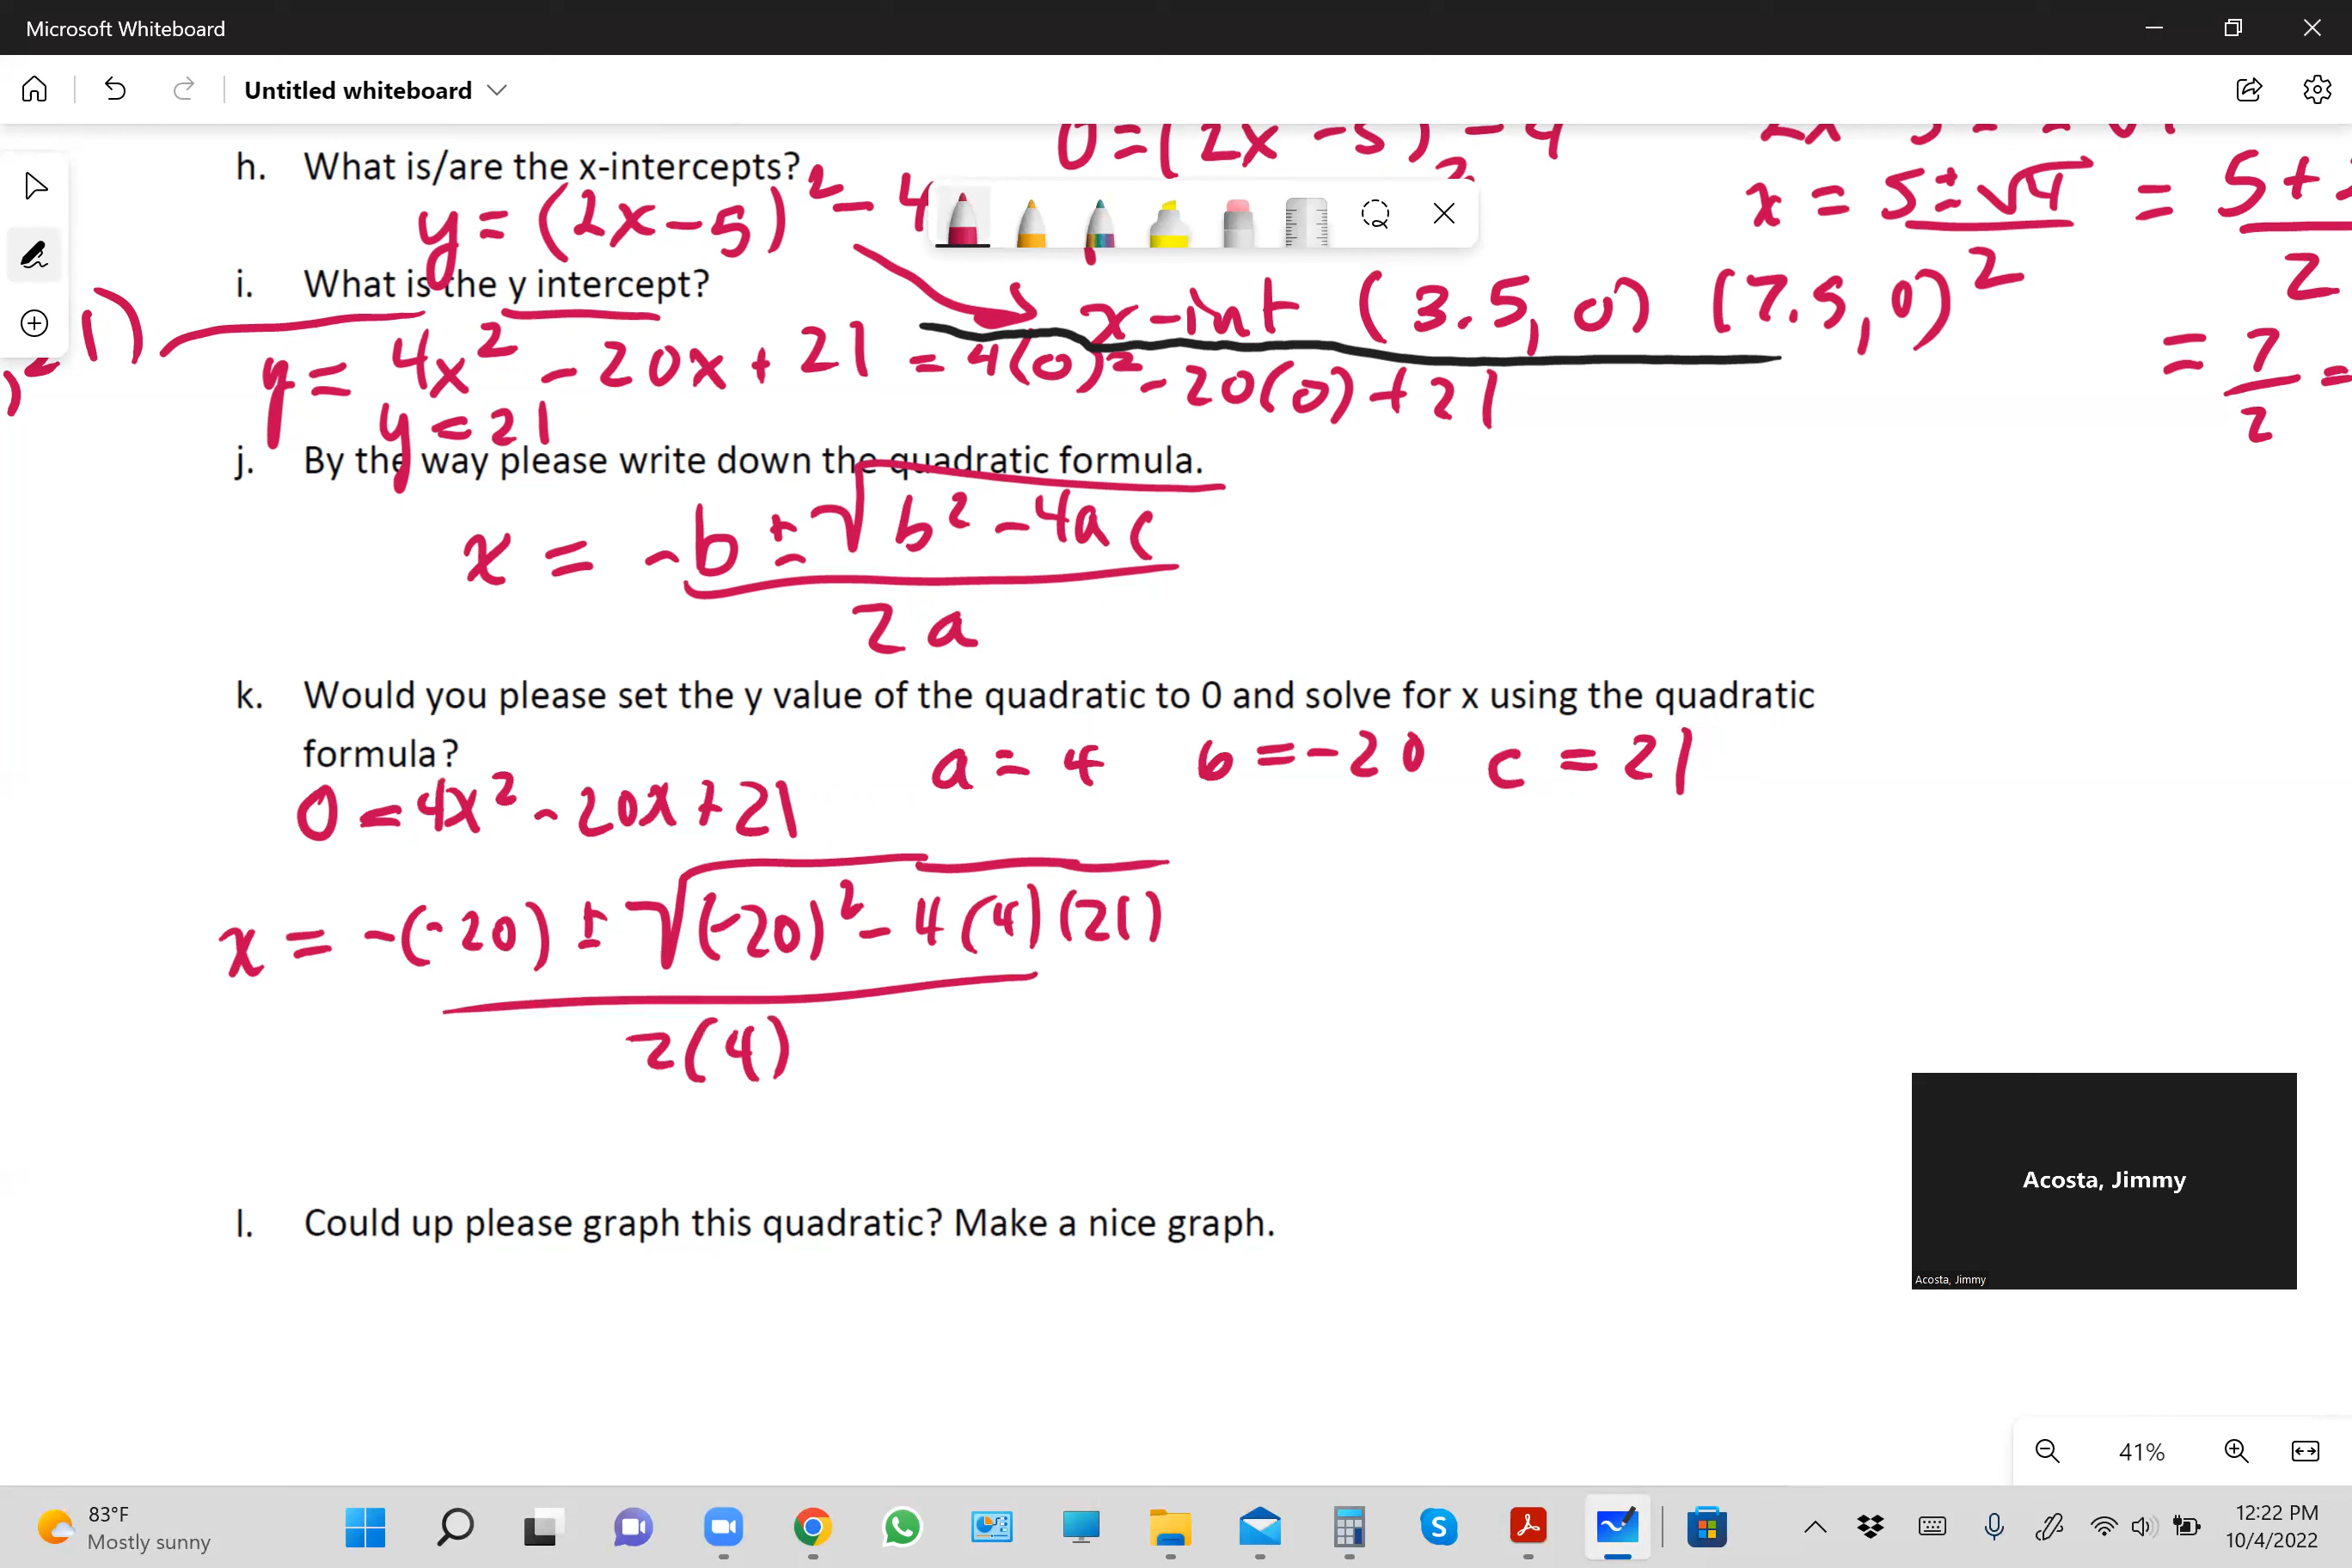 Microsoft Whiteboard
Untitled whiteboard
0 = (2x - 5)² - 4
h. What is/are the x-intercepts?
y = (2x - 5)² - 4
x = 5 ± √4 / 2 = 5 +
2
i. What is the y intercept?
x-int (3.5, 0) (7.5, 0)
y = 4x² - 20x + 21 = 4(0)² - 20(0) + 21
= 7/2 =
y = 21
j. By the way please write down the quadratic formula.
x = -b ± √b² - 4ac
2a
k. Would you please set the y value of the quadratic to 0 and solve for x using the quadratic
formula?
a = 4 b = -20 c = 21
0 = 4x² - 20x + 21
x = -(-20) ± √(-20)² - 4(4)(21)
2(4)
Acosta, Jimmy
l. Could up please graph this quadratic? Make a nice graph.
Acosta, Jimmy
41%
83°F
Mostly sunny
12:22 PM
10/4/2022